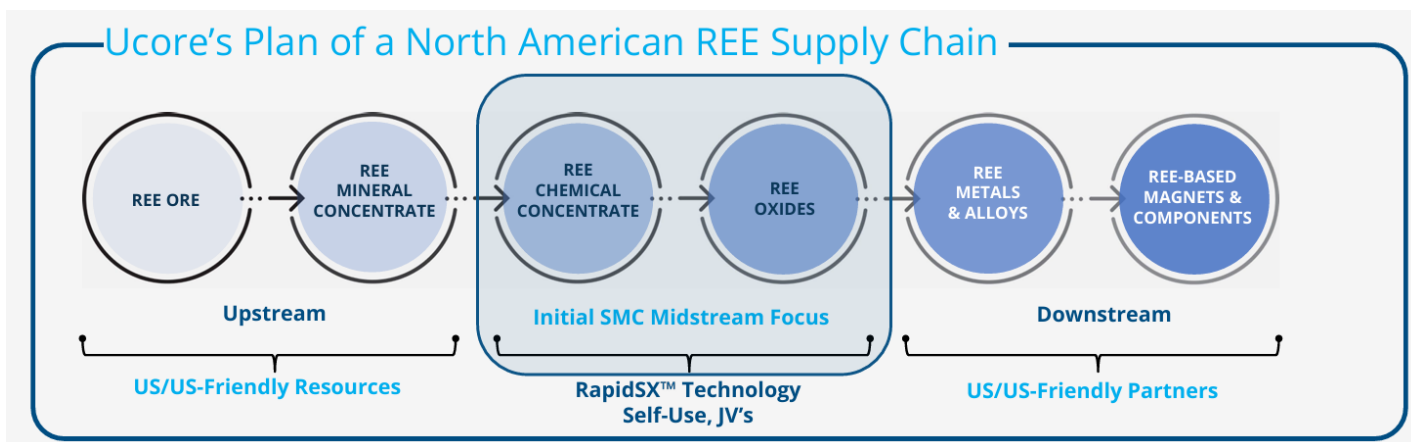 Ucore's Plan of a North American REE Supply Chain
REE ORE
REE
MINERAL
CONCENTRATE
REE
CHEMICAL
CONCENTRATE
REE
OXIDES
REE
METALS
& ALLOYS
REE-BASED
MAGNETS &
COMPONENTS
Upstream
Initial SMC Midstream Focus
Downstream
US/US-Friendly Resources
RapidSX™ Technology
Self-Use, JV's
US/US-Friendly Partners